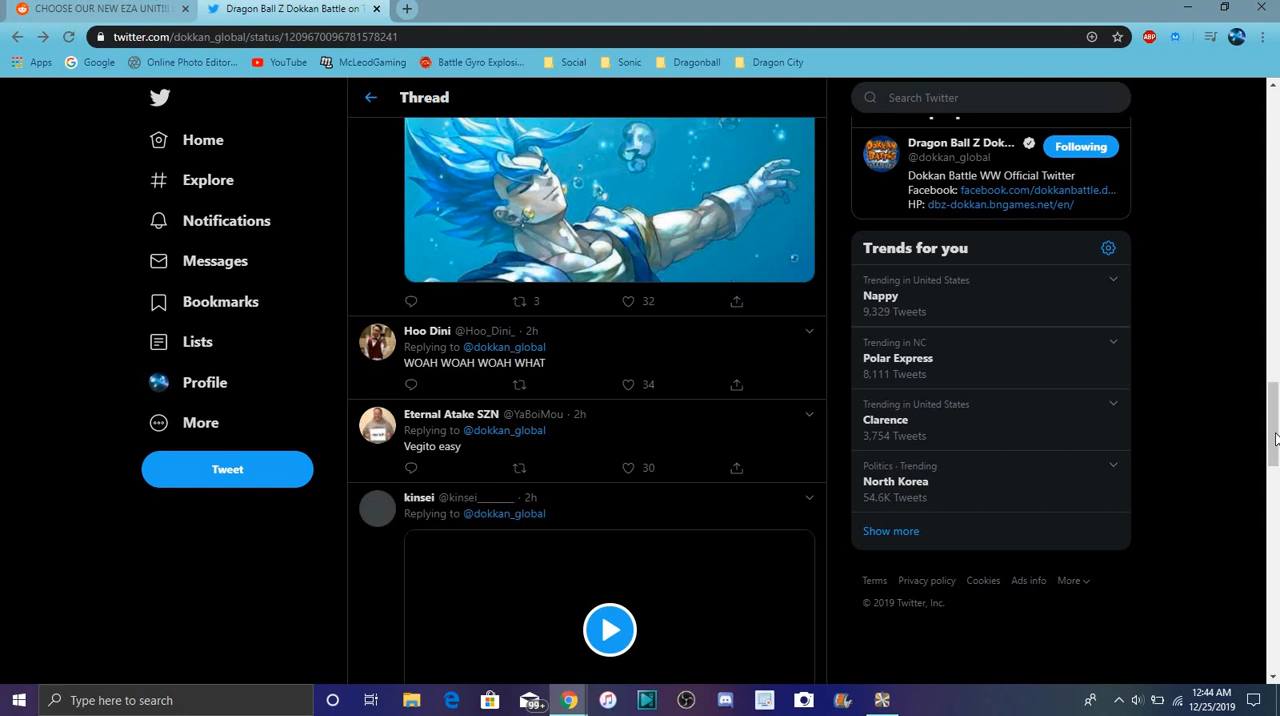 CHOOSE OUR NEW EZA UNIT!!
Dragon Ball Z Dokkan Battle on T
twitter.com/dokkan_global/status/1209670096781578241
Apps
Google
Online Photo Editor...
YouTube
McLeodGaming
Battle Gyro Explosi...
Social
Sonic
Dragonball
Dragon City
Home
Explore
Notifications
Messages
Bookmarks
Lists
Profile
More
Tweet
Thread
3
32
Hoo Dini @Hoo_Dini_ · 2h
Replying to @dokkan_global
WOAH WOAH WOAH WHAT
34
Eternal Atake SZN @YaBoiMou · 2h
Replying to @dokkan_global
Vegito easy
30
kinsei @kinsei_______ · 2h
Replying to @dokkan_global
Search Twitter
Dragon Ball Z Dok...
@dokkan_global
Following
Dokkan Battle WW Official Twitter
Facebook: facebook.com/dokkanbattle.d...
HP: dbz-dokkan.bngames.net/en/
Trends for you
Trending in United States
Nappy
9,329 Tweets
Trending in NC
Polar Express
8,111 Tweets
Trending in United States
Clarence
3,754 Tweets
Politics · Trending
North Korea
54.6K Tweets
Show more
Terms Privacy policy Cookies Ads info More
© 2019 Twitter, Inc.
Type here to search
99+
12:44 AM
12/25/2019